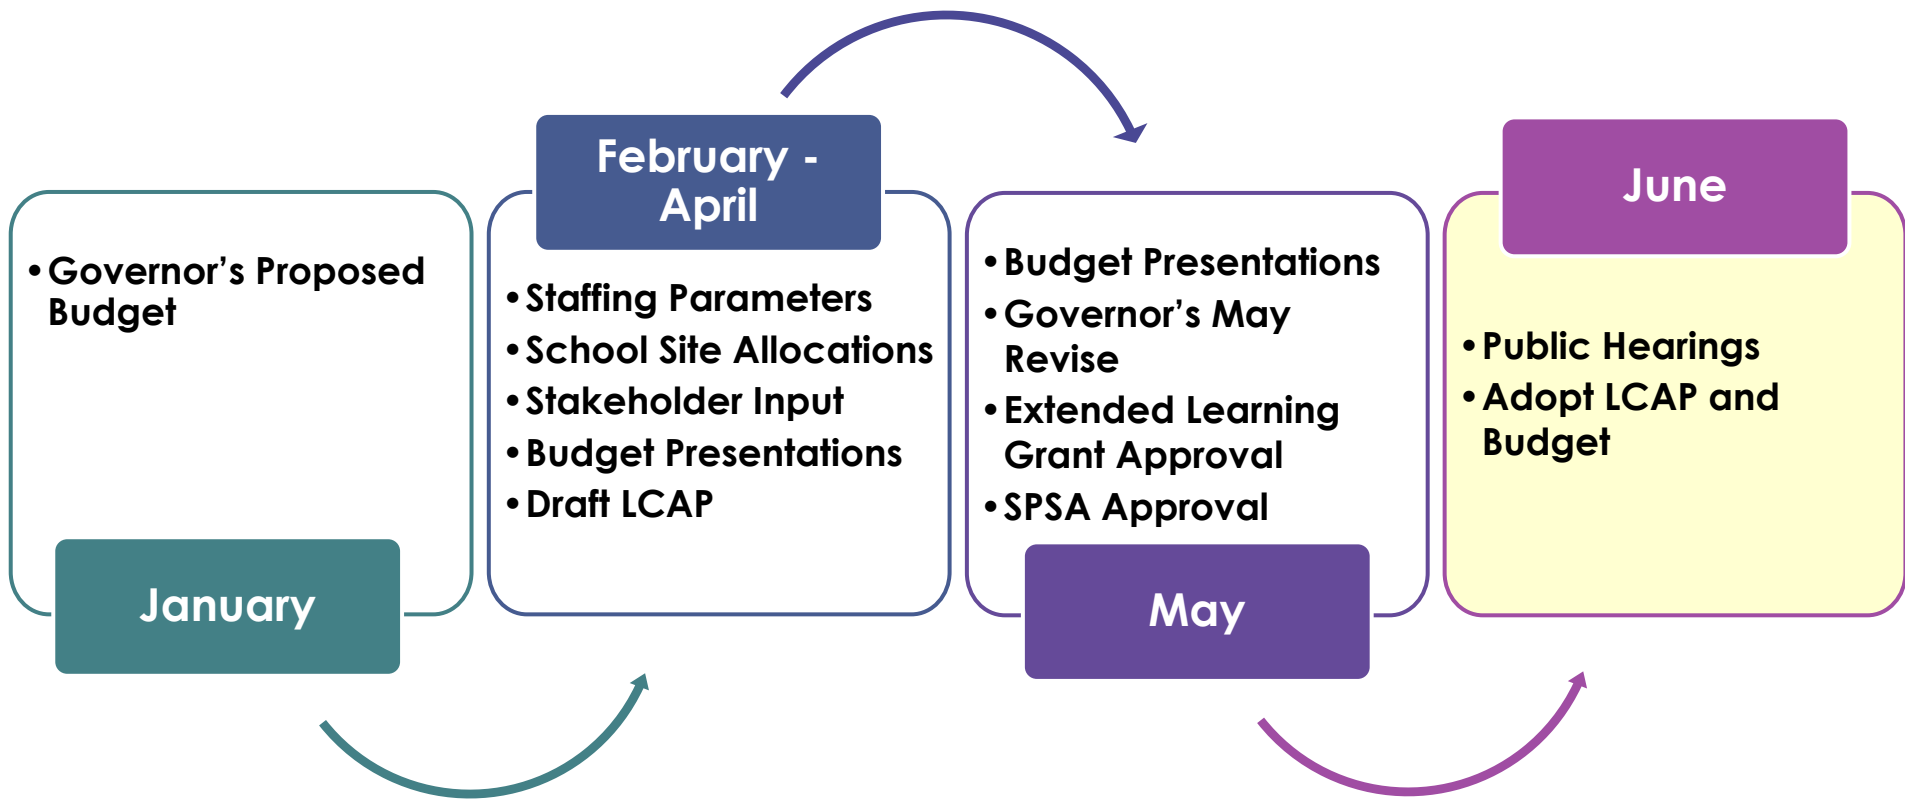 • Governor’s Proposed
Budget
January
February -
April
• Staffing Parameters
• School Site Allocations
• Stakeholder Input
• Budget Presentations
• Draft LCAP
• Budget Presentations
• Governor’s May
Revise
• Extended Learning
Grant Approval
• SPSA Approval
May
June
• Public Hearings
• Adopt LCAP and
Budget